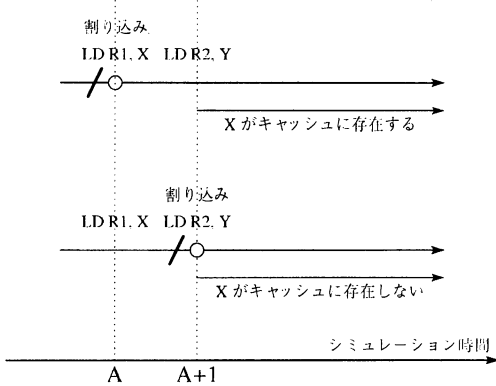 割り込み
LD R1, X LD R2, Y
X がキャッシュに存在する
割り込み
LD R1, X LD R2, Y
X がキャッシュに存在しない
シミュレーション時間
A A+1